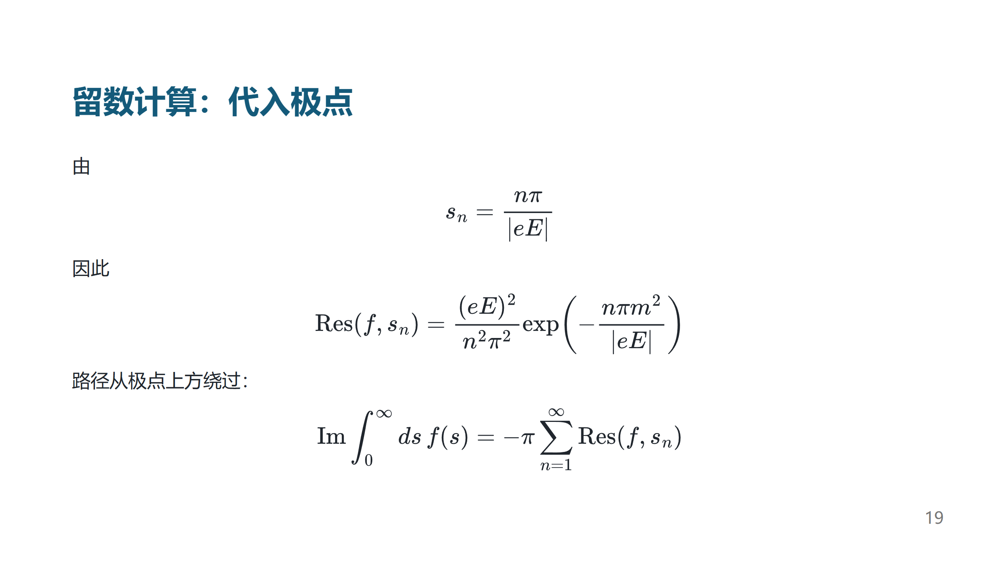 留数计算：代入极点
由
$s_n = \frac{n\pi}{|eE|}$
因此
$\mathrm{Res}(f, s_n) = \frac{(eE)^2}{n^2\pi^2} \exp\left(-\frac{n\pi m^2}{|eE|}\right)$
路径从极点上方绕过：
$\mathrm{Im} \int_0^\infty ds\, f(s) = -\pi \sum_{n=1}^{\infty} \mathrm{Res}(f, s_n)$
19